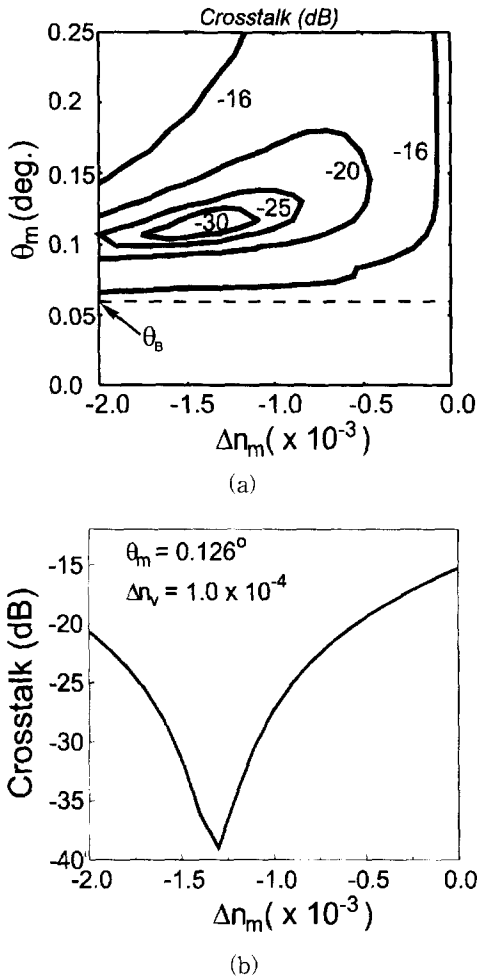 Crosstalk (dB)
0.25
0.2
0.15
0.1
0.05
0.0
θm (deg.)
-16
-16
-20
-25
-30
θB
-2.0 -1.5 -1.0 -0.5 0.0
Δnm ( x 10-3)
(a)
θm = 0.126o
Δnv = 1.0 x 10-4
-15
-20
-25
-30
-35
-40
Crosstalk (dB)
-2.0 -1.5 -1.0 -0.5 0.0
Δnm ( x 10-3)
(b)